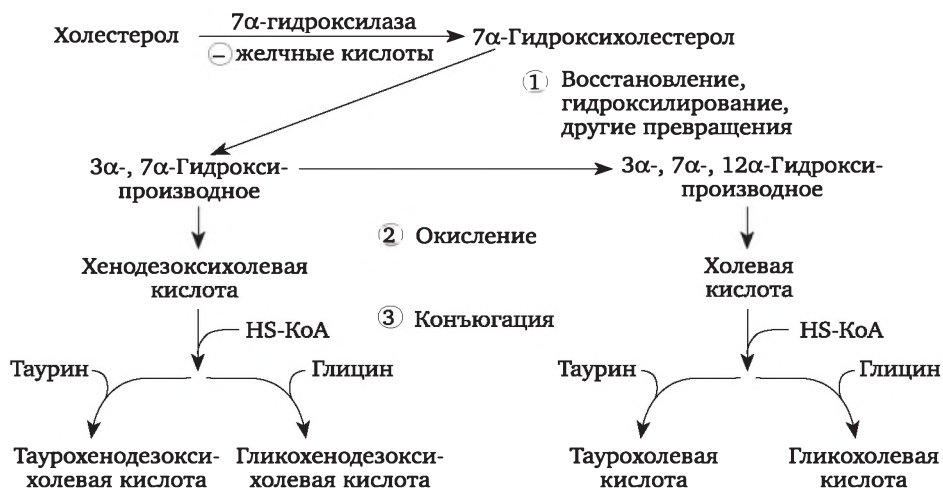 Холестерол
7α-гидроксилаза
– желчные кислоты
7α-Гидроксихолестерол
1 Восстановление,
гидроксилирование,
другие превращения
3α-, 7α-Гидрокси-
производное
3α-, 7α-, 12α-Гидрокси-
производное
2 Окисление
Хенодезоксихолевая
кислота
Холевая
кислота
3 Конъюгация
HS-КоА
HS-КоА
Таурин
Глицин
Таурин
Глицин
Таурохенодезокси-
холевая кислота
Гликохенодезокси-
холевая кислота
Таурохолевая
кислота
Гликохолевая
кислота